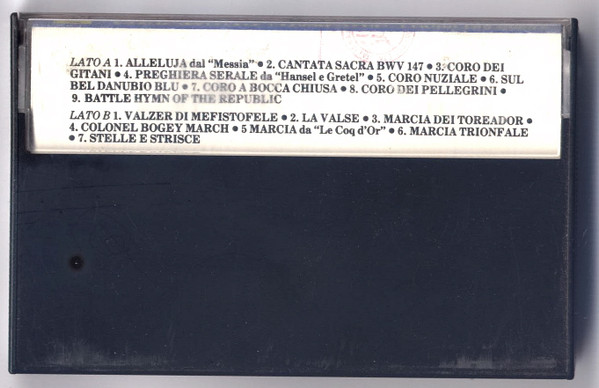 LATO A 1. ALLELUJA dal "Messia" • 2. CANTATA SACRA BWV 147 • 3. CORO DEI
GITANI • 4. PREGHIERA SERALE da "Hansel e Gretel" • 5. CORO NUZIALE • 6. SUL
BEL DANUBIO BLU • 7. CORO A BOCCA CHIUSA • 8. CORO DEI PELLEGRINI •
9. BATTLE HYMN OF THE REPUBLIC
LATO B 1. VALZER DI MEFISTOFELE • 2. LA VALSE • 3. MARCIA DEI TOREADOR •
4. COLONEL BOGEY MARCH • 5 MARCIA da "Le Coq d'Or" • 6. MARCIA TRIONFALE
• 7. STELLE E STRISCE